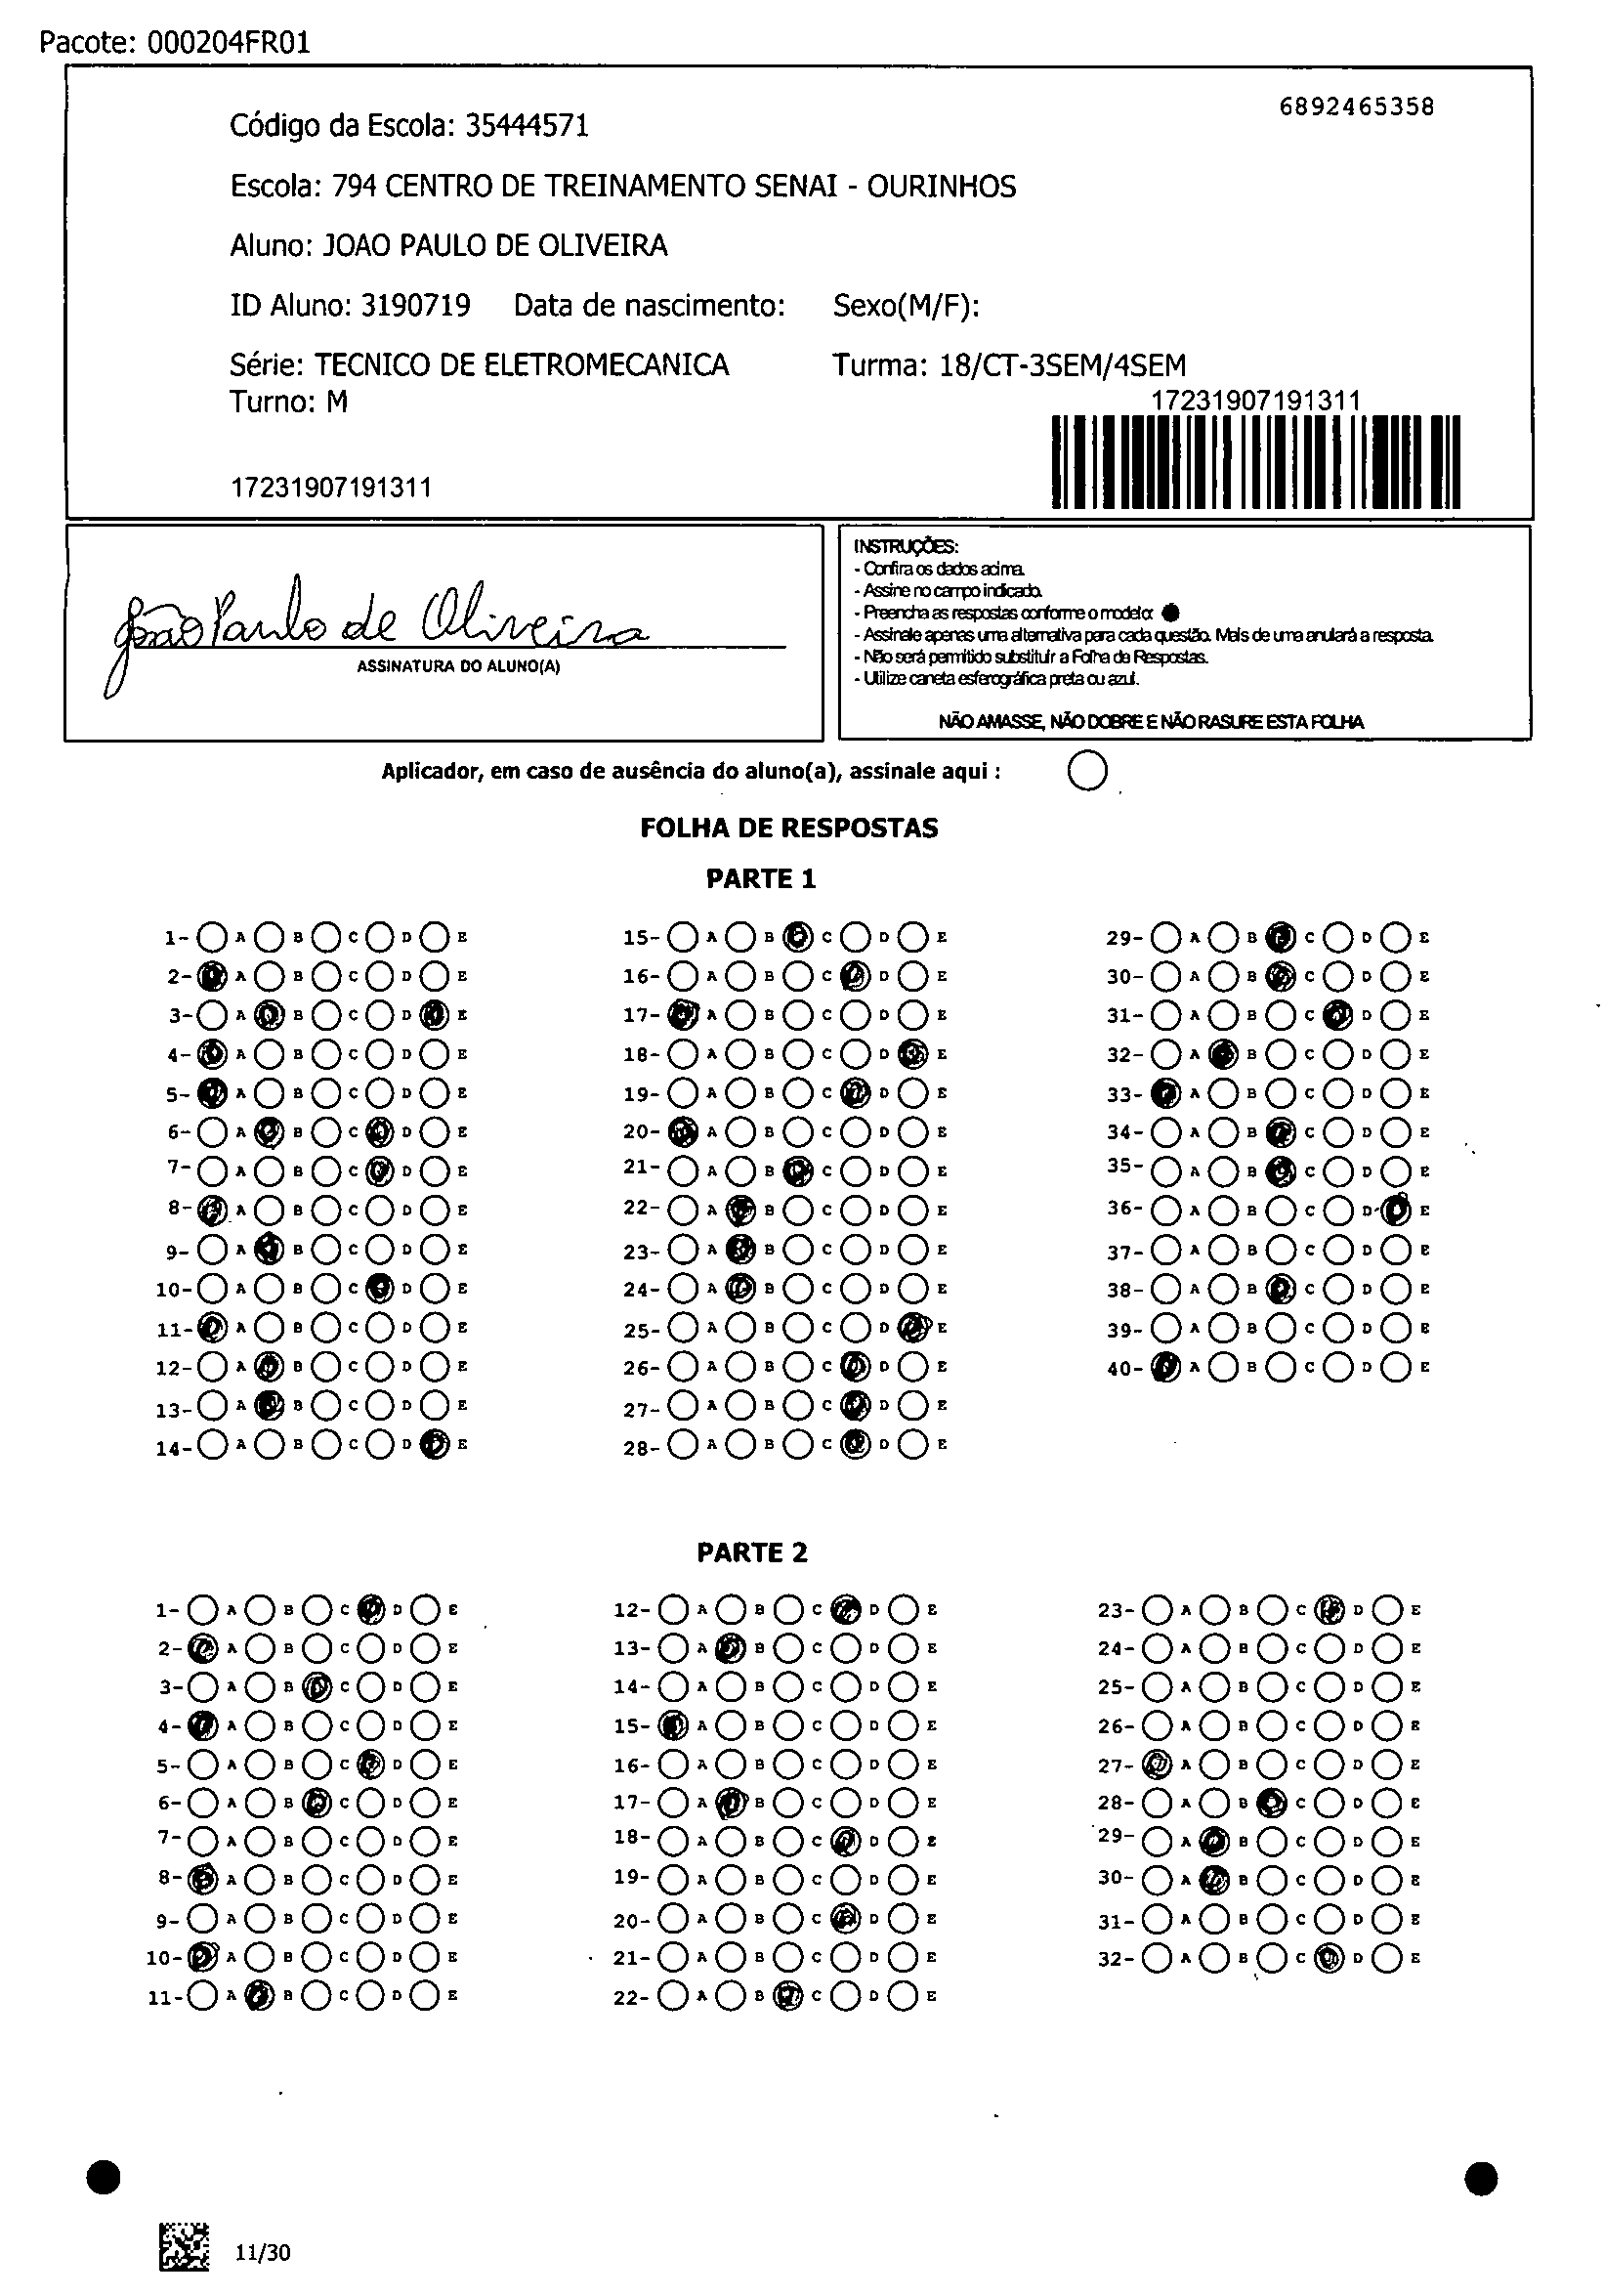 Pacote: 000204FR01
6892465358
Código da Escola: 35444571
Escola: 794 CENTRO DE TREINAMENTO SENAI - OURINHOS
Aluno: JOAO PAULO DE OLIVEIRA
ID Aluno: 3190719 Data de nascimento: Sexo(M/F):
Série: TECNICO DE ELETROMECANICA Turma: 18/CT-3SEM/4SEM
Turno: M
17231907191311
17231907191311
João Paulo de Oliveira
ASSINATURA DO ALUNO(A)
INSTRUÇÕES:
- Confira os dados acima.
- Assine no campo indicado.
- Preencha as respostas conforme o modelo:
- Assinale apenas uma alternativa para cada questão. Mais de uma anulará a resposta.
- Não será permitido substituir a Folha de Respostas.
- Utilize caneta esferográfica preta ou azul.
NÃO AMASSE, NÃO DOBRE E NÃO RASURE ESTA FOLHA
Aplicador, em caso de ausência do aluno(a), assinale aqui :
FOLHA DE RESPOSTAS
PARTE 1
1- A B C D E
2- A B C D E
3- A B C D E
4- A B C D E
5- A B C D E
6- A B C D E
7- A B C D E
8- A B C D E
9- A B C D E
10- A B C D E
11- A B C D E
12- A B C D E
13- A B C D E
14- A B C D E
15- A B C D E
16- A B C D E
17- A B C D E
18- A B C D E
19- A B C D E
20- A B C D E
21- A B C D E
22- A B C D E
23- A B C D E
24- A B C D E
25- A B C D E
26- A B C D E
27- A B C D E
28- A B C D E
29- A B C D E
30- A B C D E
31- A B C D E
32- A B C D E
33- A B C D E
34- A B C D E
35- A B C D E
36- A B C D E
37- A B C D E
38- A B C D E
39- A B C D E
40- A B C D E
PARTE 2
1- A B C D E
2- A B C D E
3- A B C D E
4- A B C D E
5- A B C D E
6- A B C D E
7- A B C D E
8- A B C D E
9- A B C D E
10- A B C D E
11- A B C D E
12- A B C D E
13- A B C D E
14- A B C D E
15- A B C D E
16- A B C D E
17- A B C D E
18- A B C D E
19- A B C D E
20- A B C D E
21- A B C D E
22- A B C D E
23- A B C D E
24- A B C D E
25- A B C D E
26- A B C D E
27- A B C D E
28- A B C D E
29- A B C D E
30- A B C D E
31- A B C D E
32- A B C D E
11/30